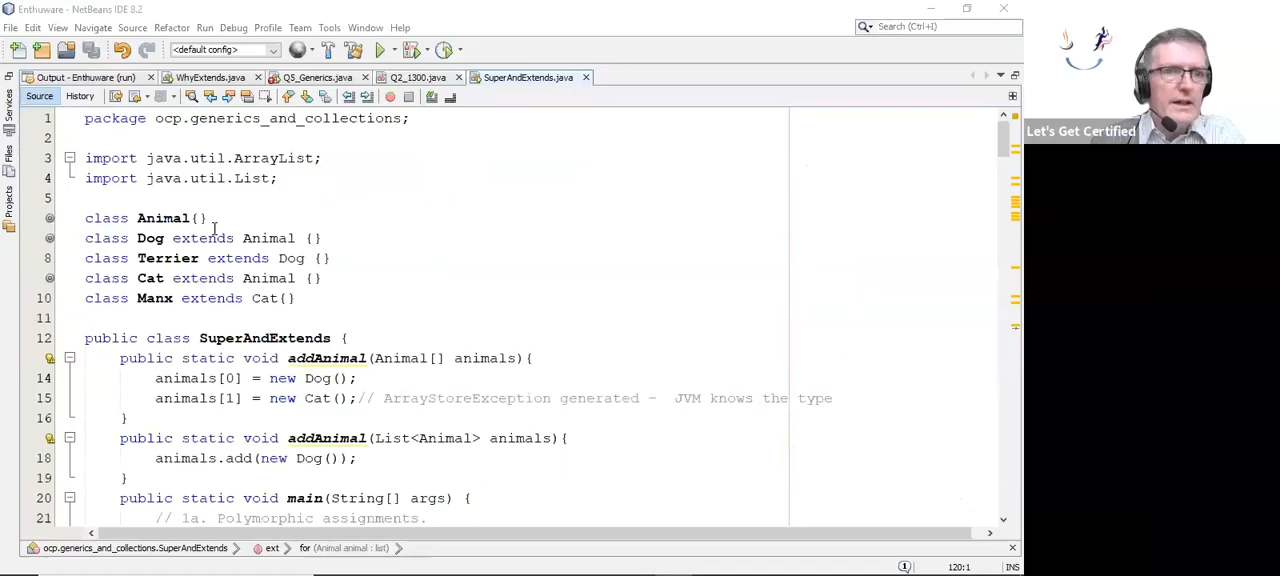 Enthuware - NetBeans IDE 8.2
File Edit View Navigate Source Refactor Run Debug Profile Team Tools Window Help
Search (Ctrl+I)
<default config>
Output - Enthuware (run) WhyExtends.java Q5_Generics.java Q2_1300.java SuperAndExtends.java
Source History
Services
Files
Projects
Let's Get Certified
1 package ocp.generics_and_collections;
2
3 import java.util.ArrayList;
4 import java.util.List;
5
class Animal{}
class Dog extends Animal {}
8 class Terrier extends Dog {}
class Cat extends Animal {}
10 class Manx extends Cat{}
11
12 public class SuperAndExtends {
public static void addAnimal(Animal[] animals){
14 animals[0] = new Dog();
15 animals[1] = new Cat();// ArrayStoreException generated - JVM knows the type
16 }
public static void addAnimal(List<Animal> animals){
18 animals.add(new Dog());
19 }
20 public static void main(String[] args) {
21 // 1a. Polymorphic assignments.
ocp.generics_and_collections.SuperAndExtends ext for (Animal animal : list)
1 120:1 INS